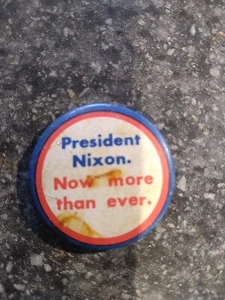 President
Nixon.
Now more
than ever.